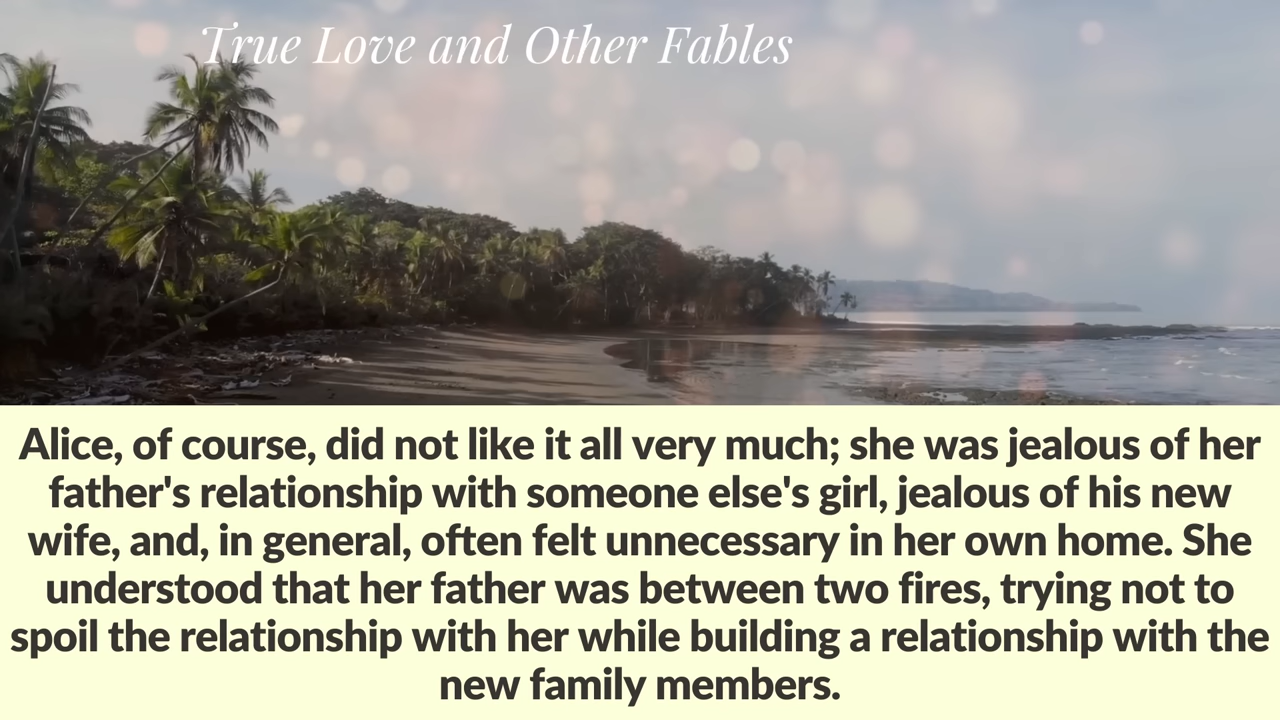 True Love and Other Fables
Alice, of course, did not like it all very much; she was jealous of her
father's relationship with someone else's girl, jealous of his new
wife, and, in general, often felt unnecessary in her own home. She
understood that her father was between two fires, trying not to
spoil the relationship with her while building a relationship with the
new family members.